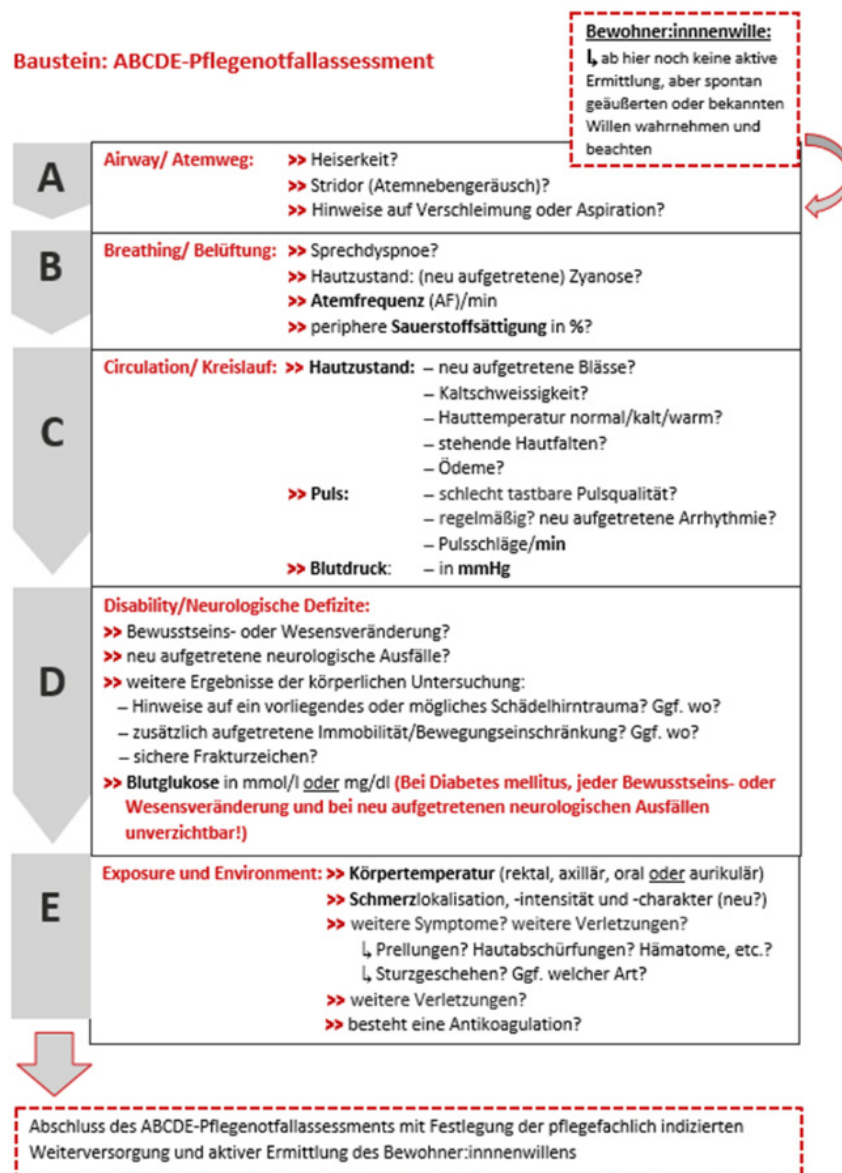 Baustein: ABCDE-Pflegenotfallassessment
Bewohner:innnenwille:
↳ ab hier noch keine aktive
Ermittlung, aber spontan
geäußerten oder bekannten
Willen wahrnehmen und
beachten
A
Airway/ Atemweg: >> Heiserkeit?
>> Stridor (Atemnebengeräusch)?
>> Hinweise auf Verschleimung oder Aspiration?
B
Breathing/ Belüftung: >> Sprechdyspnoe?
>> Hautzustand: (neu aufgetretene) Zyanose?
>> Atemfrequenz (AF)/min
>> periphere Sauerstoffsättigung in %?
C
Circulation/ Kreislauf: >> Hautzustand: – neu aufgetretene Blässe?
– Kaltschweissigkeit?
– Hauttemperatur normal/kalt/warm?
– stehende Hautfalten?
– Ödeme?
>> Puls: – schlecht tastbare Pulsqualität?
– regelmäßig? neu aufgetretene Arrhythmie?
– Pulsschläge/min
>> Blutdruck: – in mmHg
D
Disability/Neurologische Defizite:
>> Bewusstseins- oder Wesensveränderung?
>> neu aufgetretene neurologische Ausfälle?
>> weitere Ergebnisse der körperlichen Untersuchung:
– Hinweise auf ein vorliegendes oder mögliches Schädelhirntrauma? Ggf. wo?
– zusätzlich aufgetretene Immobilität/Bewegungseinschränkung? Ggf. wo?
– sichere Frakturzeichen?
>> Blutglukose in mmol/l oder mg/dl (Bei Diabetes mellitus, jeder Bewusstseins- oder
Wesensveränderung und bei neu aufgetretenen neurologischen Ausfällen
unverzichtbar!)
E
Exposure und Environment: >> Körpertemperatur (rektal, axillär, oral oder aurikulär)
>> Schmerzlokalisation, -intensität und -charakter (neu?)
>> weitere Symptome? weitere Verletzungen?
↳ Prellungen? Hautabschürfungen? Hämatome, etc.?
↳ Sturzgeschehen? Ggf. welcher Art?
>> weitere Verletzungen?
>> besteht eine Antikoagulation?
Abschluss des ABCDE-Pflegenotfallassessments mit Festlegung der pflegefachlich indizierten
Weiterversorgung und aktiver Ermittlung des Bewohner:innnenwillens